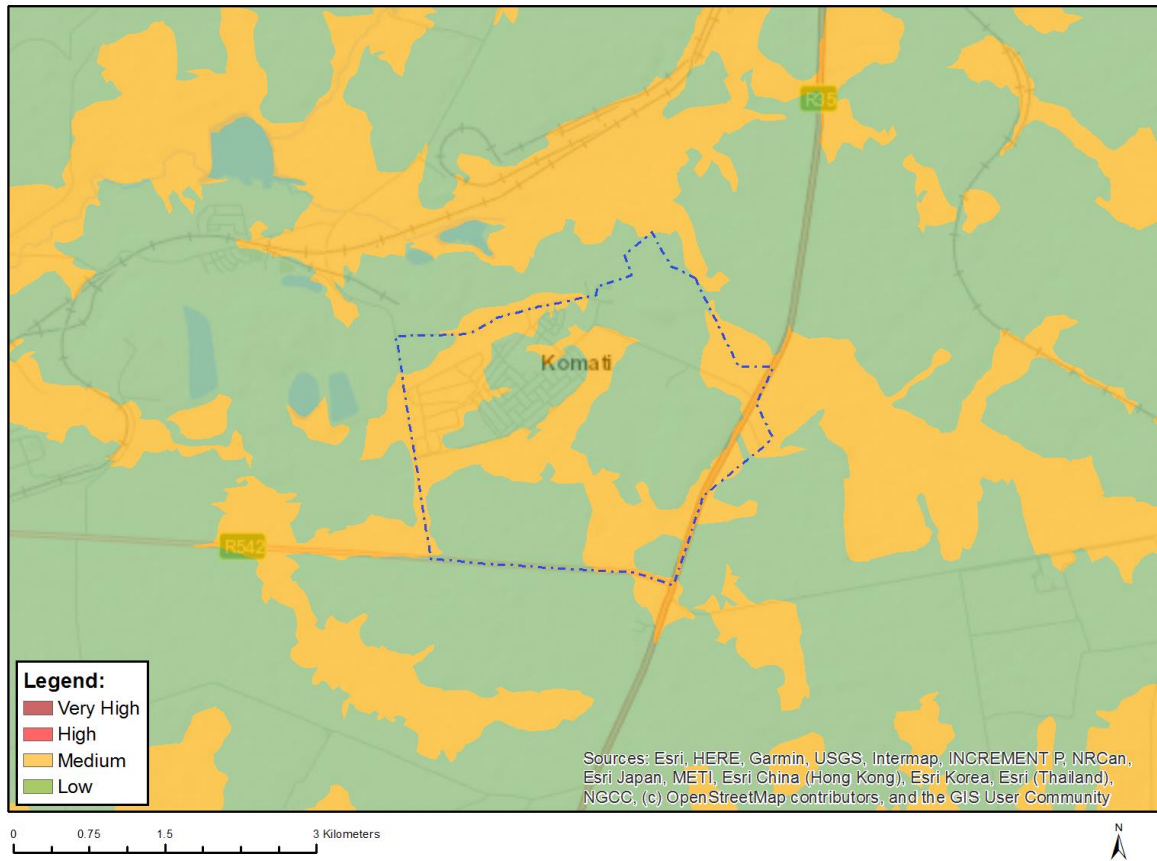 R35
Komati
R542
Legend:
Very High
High
Medium
Low
Sources: Esri, HERE, Garmin, USGS, Intermap, INCREMENT P, NRCan,
Esri Japan, METI, Esri China (Hong Kong), Esri Korea, Esri (Thailand),
NGCC, (c) OpenStreetMap contributors, and the GIS User Community
0 0.75 1.5 3 Kilometers
N